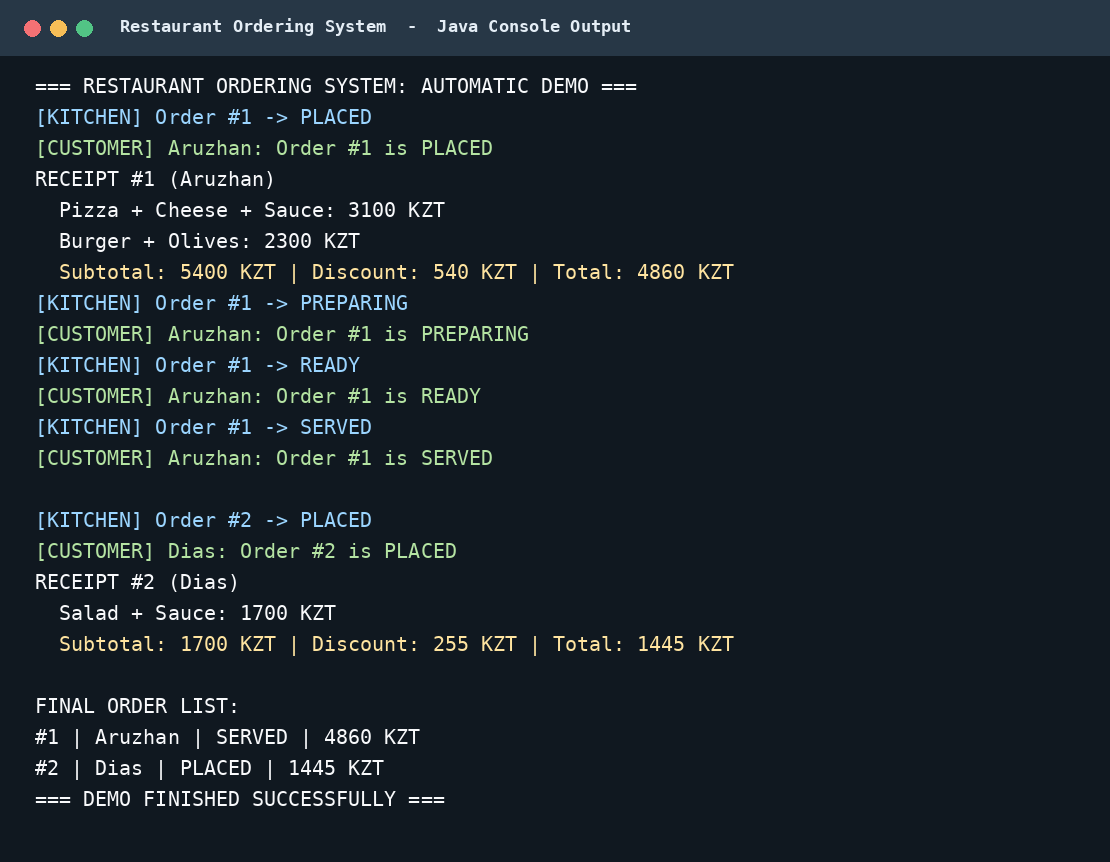 Restaurant Ordering System - Java Console Output
=== RESTAURANT ORDERING SYSTEM: AUTOMATIC DEMO ===
[KITCHEN] Order #1 -> PLACED
[CUSTOMER] Aruzhan: Order #1 is PLACED
RECEIPT #1 (Aruzhan)
  Pizza + Cheese + Sauce: 3100 KZT
  Burger + Olives: 2300 KZT
  Subtotal: 5400 KZT | Discount: 540 KZT | Total: 4860 KZT
[KITCHEN] Order #1 -> PREPARING
[CUSTOMER] Aruzhan: Order #1 is PREPARING
[KITCHEN] Order #1 -> READY
[CUSTOMER] Aruzhan: Order #1 is READY
[KITCHEN] Order #1 -> SERVED
[CUSTOMER] Aruzhan: Order #1 is SERVED
[KITCHEN] Order #2 -> PLACED
[CUSTOMER] Dias: Order #2 is PLACED
RECEIPT #2 (Dias)
  Salad + Sauce: 1700 KZT
  Subtotal: 1700 KZT | Discount: 255 KZT | Total: 1445 KZT
FINAL ORDER LIST:
#1 | Aruzhan | SERVED | 4860 KZT
#2 | Dias | PLACED | 1445 KZT
=== DEMO FINISHED SUCCESSFULLY ===